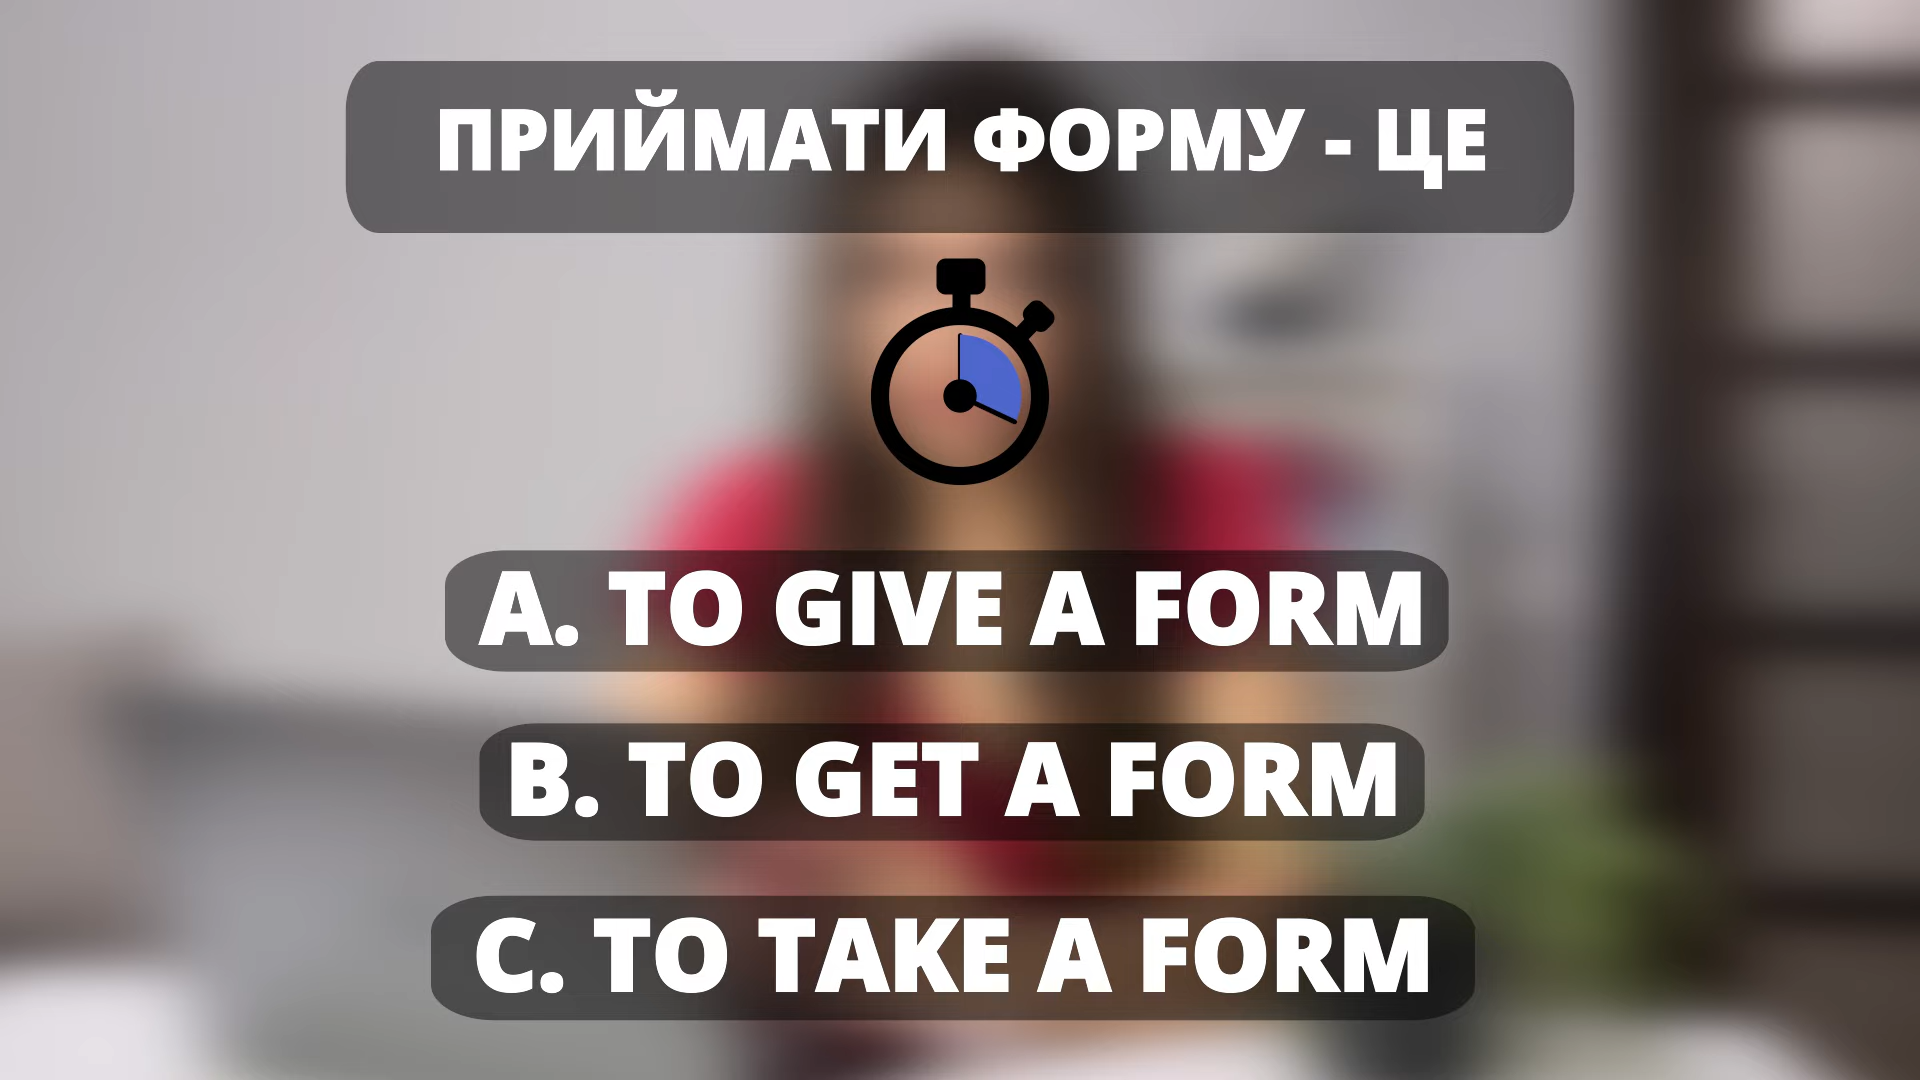 ПРИЙМАТИ ФОРМУ - ЦЕ
A. TO GIVE A FORM
B. TO GET A FORM
C. TO TAKE A FORM